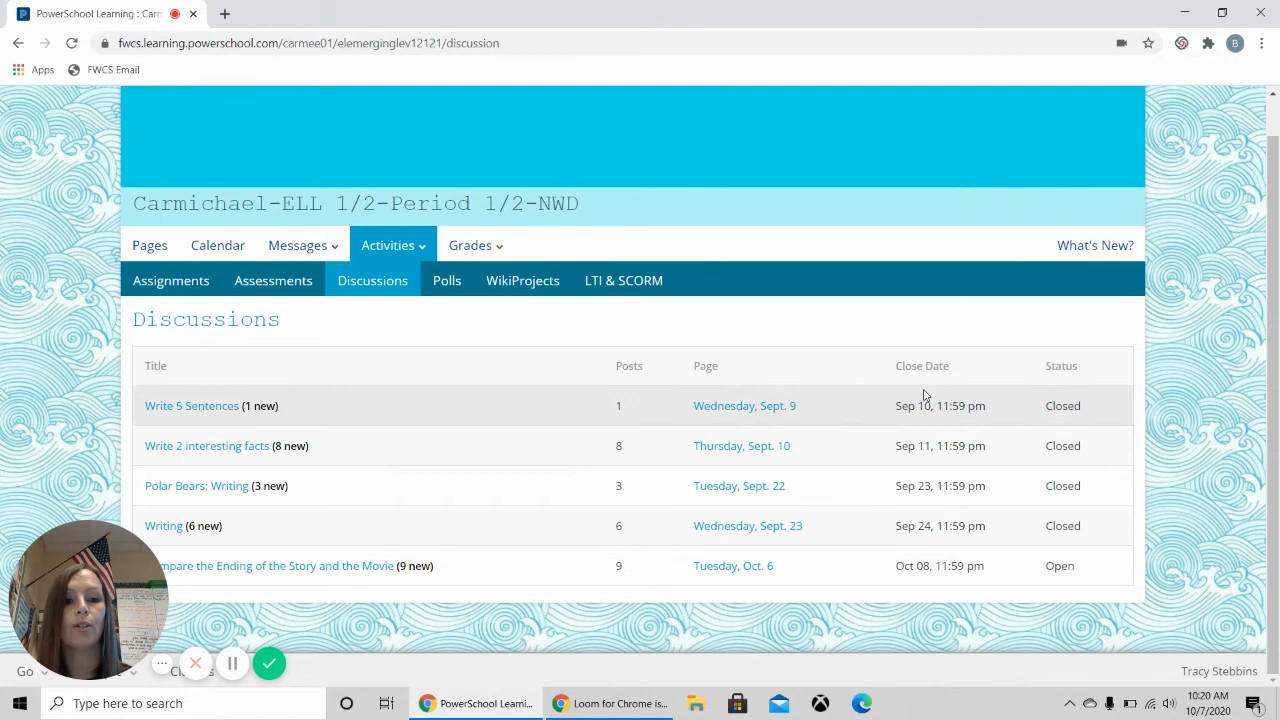 PowerSchool Learning : Carm
fwcs.learning.powerschool.com/carmee01/elemerginglev12121/discussion
B
Apps FWCS Email
Carmichael-ELL 1/2-Period 1/2-NWD
Pages Calendar Messages Activities Grades What's New?
Assignments Assessments Discussions Polls WikiProjects LTI & SCORM
Discussions
Title Posts Page Close Date Status
Write 5 Sentences (1 new) 1 Wednesday, Sept. 9 Sep 10, 11:59 pm Closed
Write 2 interesting facts (8 new) 8 Thursday, Sept. 10 Sep 11, 11:59 pm Closed
Polar Bears: Writing (3 new) 3 Tuesday, Sept. 22 Sep 23, 11:59 pm Closed
Writing (6 new) 6 Wednesday, Sept. 23 Sep 24, 11:59 pm Closed
mpare the Ending of the Story and the Movie (9 new) 9 Tuesday, Oct. 6 Oct 08, 11:59 pm Open
Go Tracy Stebbins
Type here to search PowerSchool Learni... Loom for Chrome is... 10:20 AM
10/7/2020 1